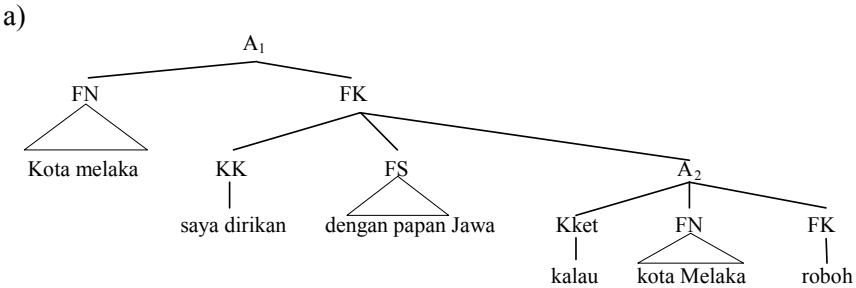 a)
A₁
FN FK
Kota melaka KK FS A₂
saya dirikan dengan papan Jawa Kket FN FK
kalau kota Melaka roboh